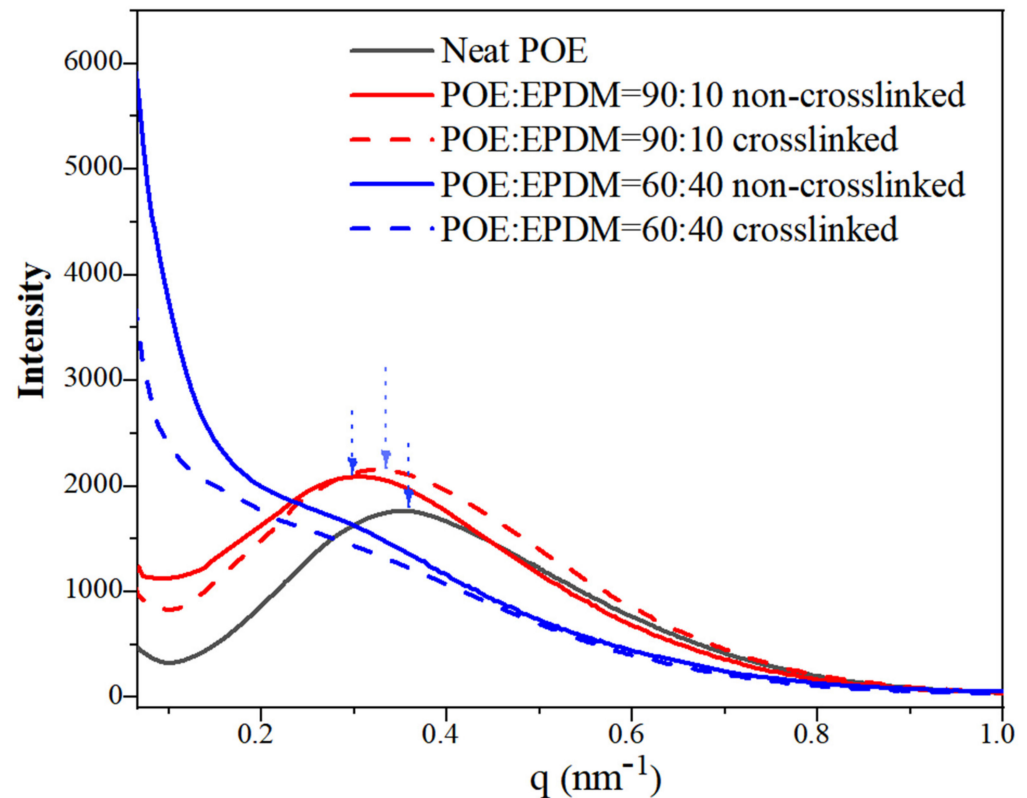 Neat POE
POE:EPDM=90:10 non-crosslinked
POE:EPDM=90:10 crosslinked
POE:EPDM=60:40 non-crosslinked
POE:EPDM=60:40 crosslinked
6000
5000
4000
3000
2000
1000
0
Intensity
0.2 0.4 0.6 0.8 1.0
q (nm⁻¹)